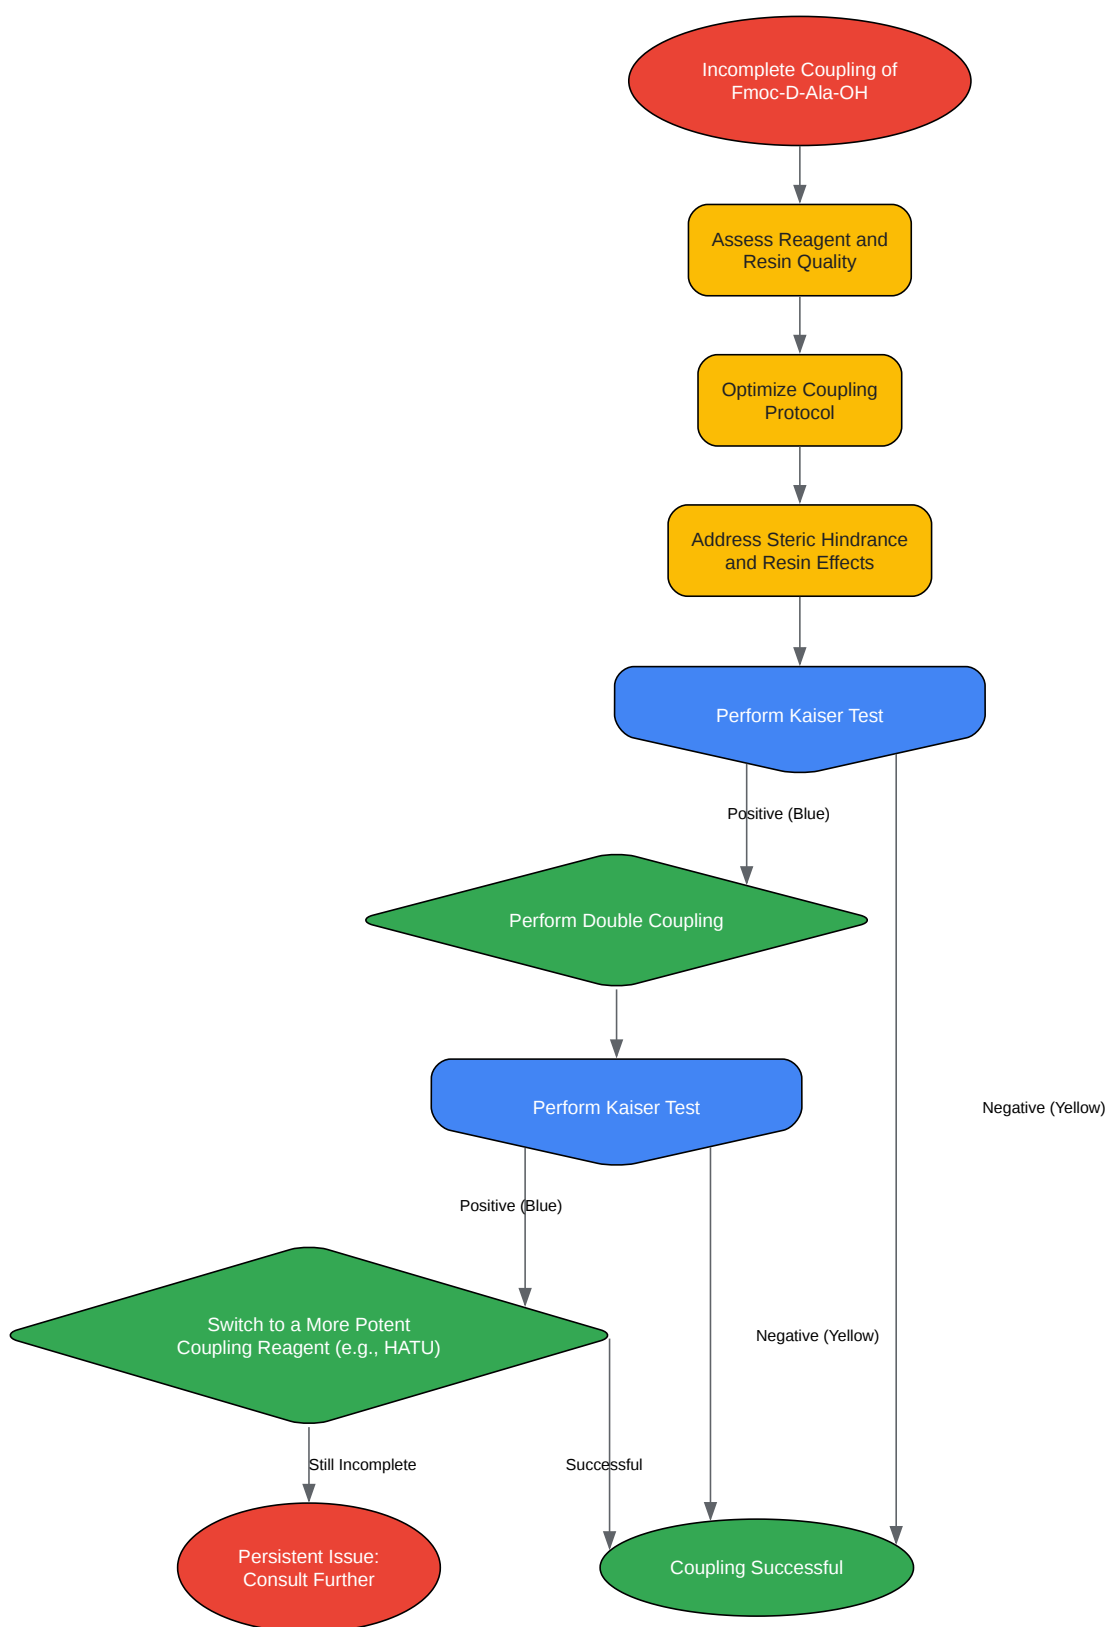 Incomplete Coupling of
Fmoc-D-Ala-OH
Assess Reagent and
Resin Quality
Optimize Coupling
Protocol
Address Steric Hindrance
and Resin Effects
Perform Kaiser Test
Positive (Blue)
Perform Double Coupling
Perform Kaiser Test
Negative (Yellow)
Positive (Blue)
Switch to a More Potent
Coupling Reagent (e.g., HATU)
Negative (Yellow)
Still Incomplete
Successful
Persistent Issue:
Consult Further
Coupling Successful